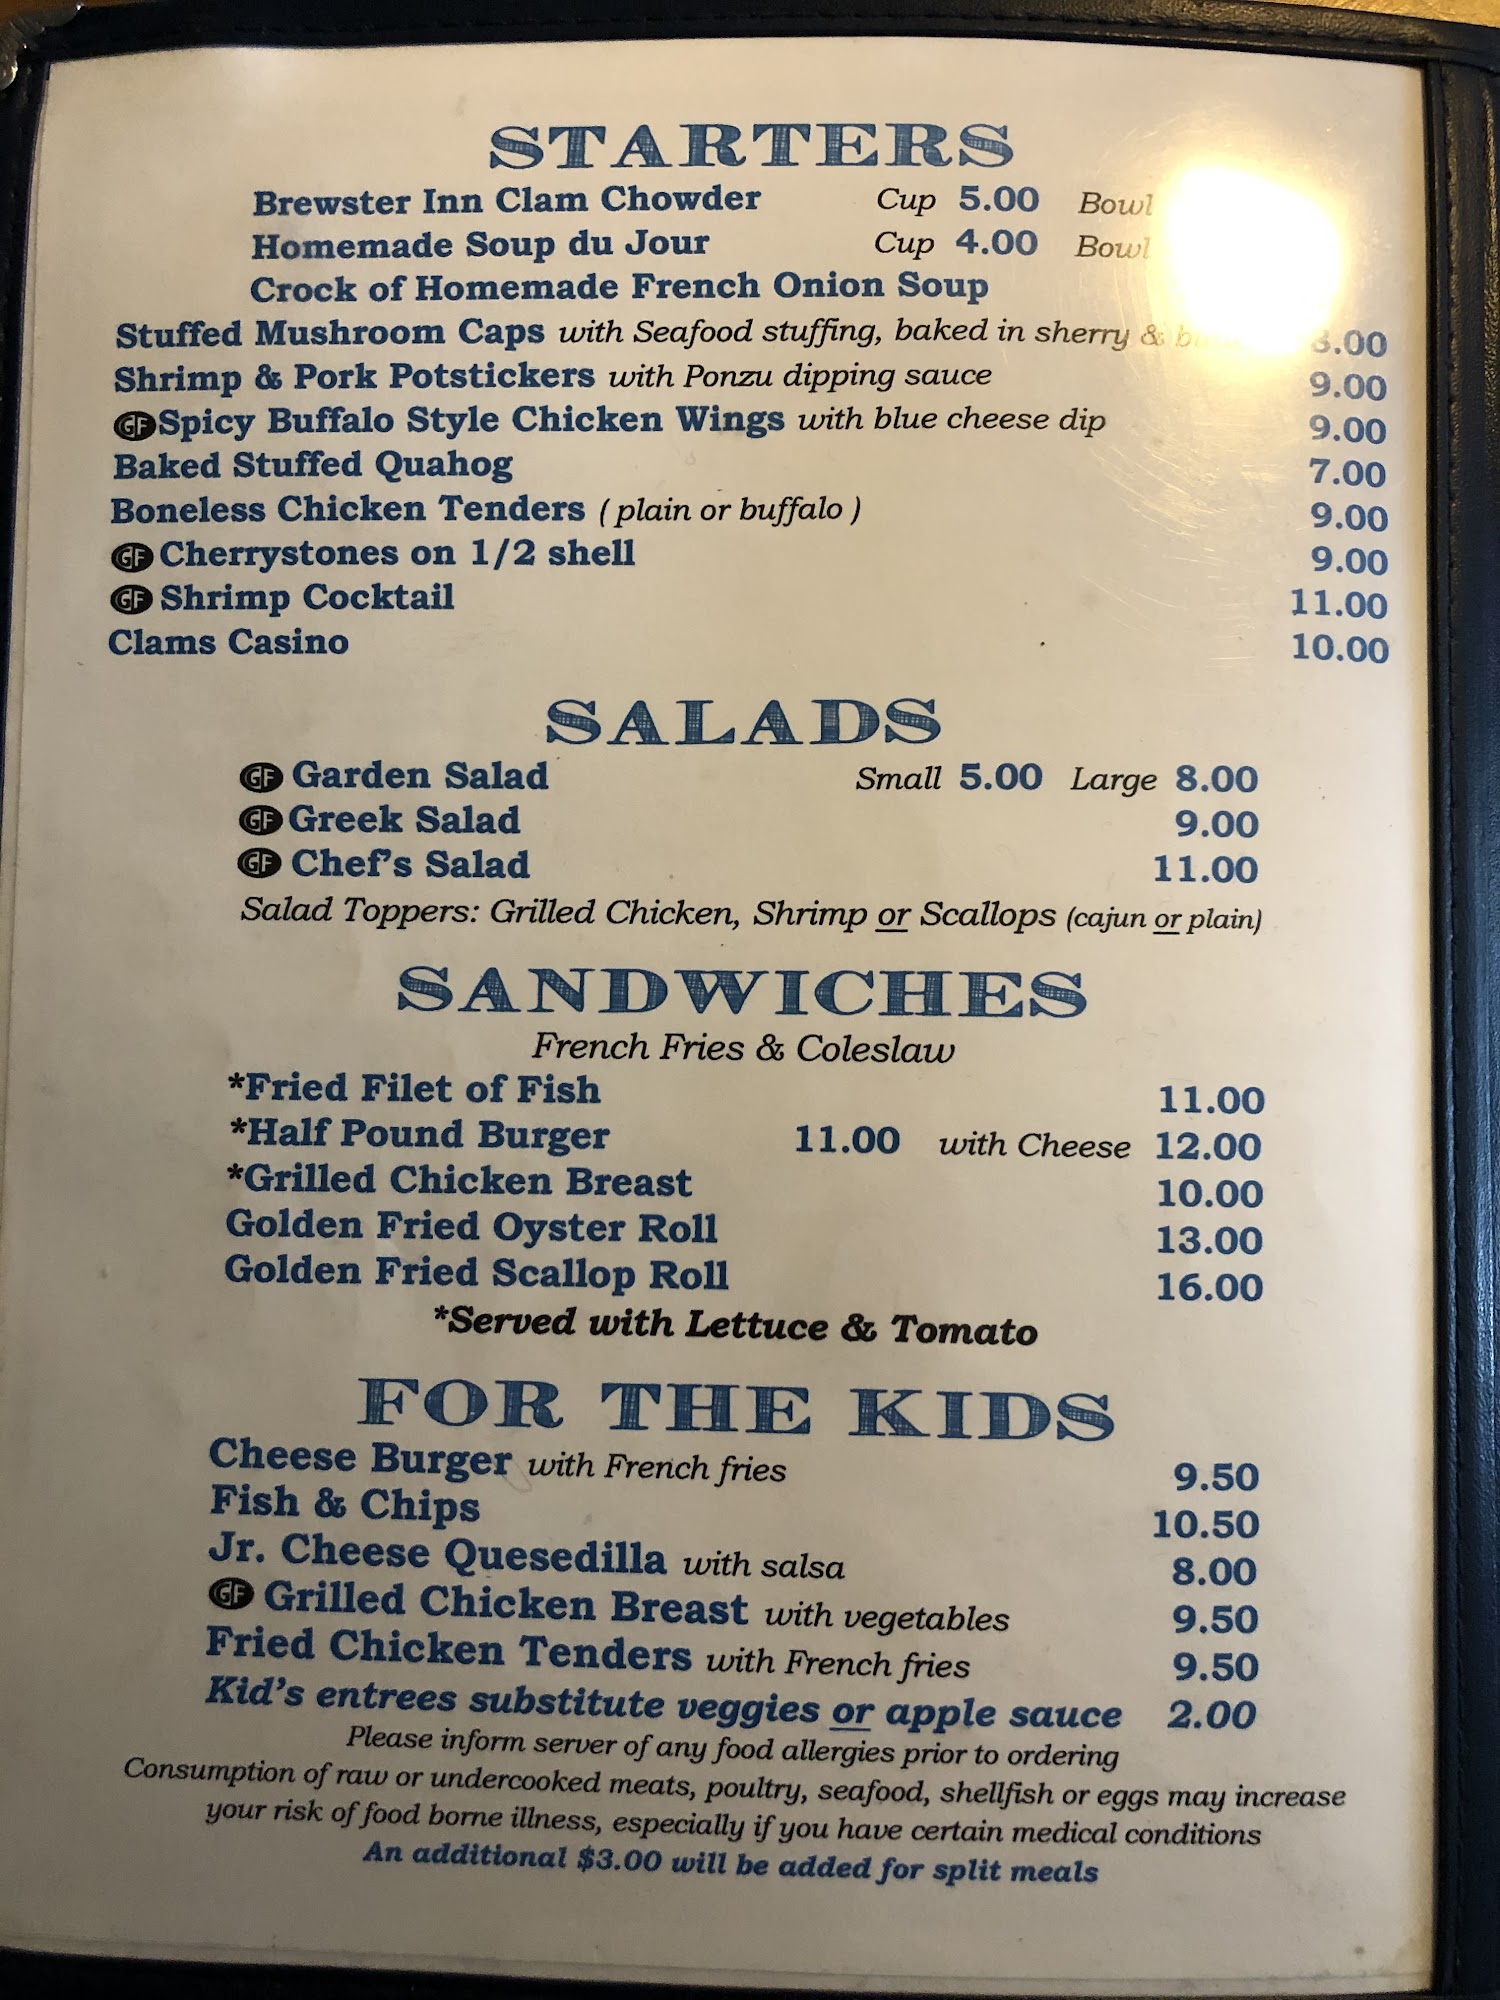 STARTERS
Brewster Inn Clam Chowder Cup 5.00 Bowl
Homemade Soup du Jour Cup 4.00 Bowl
Crock of Homemade French Onion Soup
Stuffed Mushroom Caps with Seafood stuffing, baked in sherry &
Shrimp & Pork Potstickers with Ponzu dipping sauce 9.00
GF Spicy Buffalo Style Chicken Wings with blue cheese dip 9.00
Baked Stuffed Quahog 7.00
Boneless Chicken Tenders ( plain or buffalo ) 9.00
GF Cherrystones on 1/2 shell 9.00
GF Shrimp Cocktail 11.00
Clams Casino 10.00
SALADS
GF Garden Salad Small 5.00 Large 8.00
GF Greek Salad 9.00
GF Chef's Salad 11.00
Salad Toppers: Grilled Chicken, Shrimp or Scallops (cajun or plain)
SANDWICHES
French Fries & Coleslaw
*Fried Filet of Fish 11.00
*Half Pound Burger 11.00 with Cheese 12.00
*Grilled Chicken Breast 10.00
Golden Fried Oyster Roll 13.00
Golden Fried Scallop Roll 16.00
*Served with Lettuce & Tomato
FOR THE KIDS
Cheese Burger with French fries 9.50
Fish & Chips 10.50
Jr. Cheese Quesedilla with salsa 8.00
GF Grilled Chicken Breast with vegetables 9.50
Fried Chicken Tenders with French fries 9.50
Kid's entrees substitute veggies or apple sauce 2.00
Please inform server of any food allergies prior to ordering
Consumption of raw or undercooked meats, poultry, seafood, shellfish or eggs may increase
your risk of food borne illness, especially if you have certain medical conditions
An additional $3.00 will be added for split meals